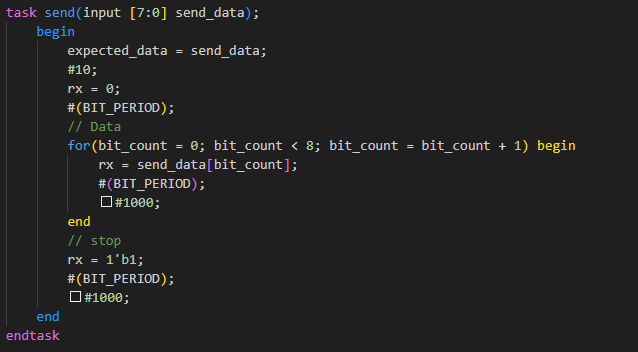 task send(input [7:0] send_data);
begin
expected_data = send_data;
#10;
rx = 0;
#(BIT_PERIOD);
// Data
for(bit_count = 0; bit_count < 8; bit_count = bit_count + 1) begin
rx = send_data[bit_count];
#(BIT_PERIOD);
□#1000;
end
// stop
rx = 1'b1;
#(BIT_PERIOD);
□#1000;
end
endtask